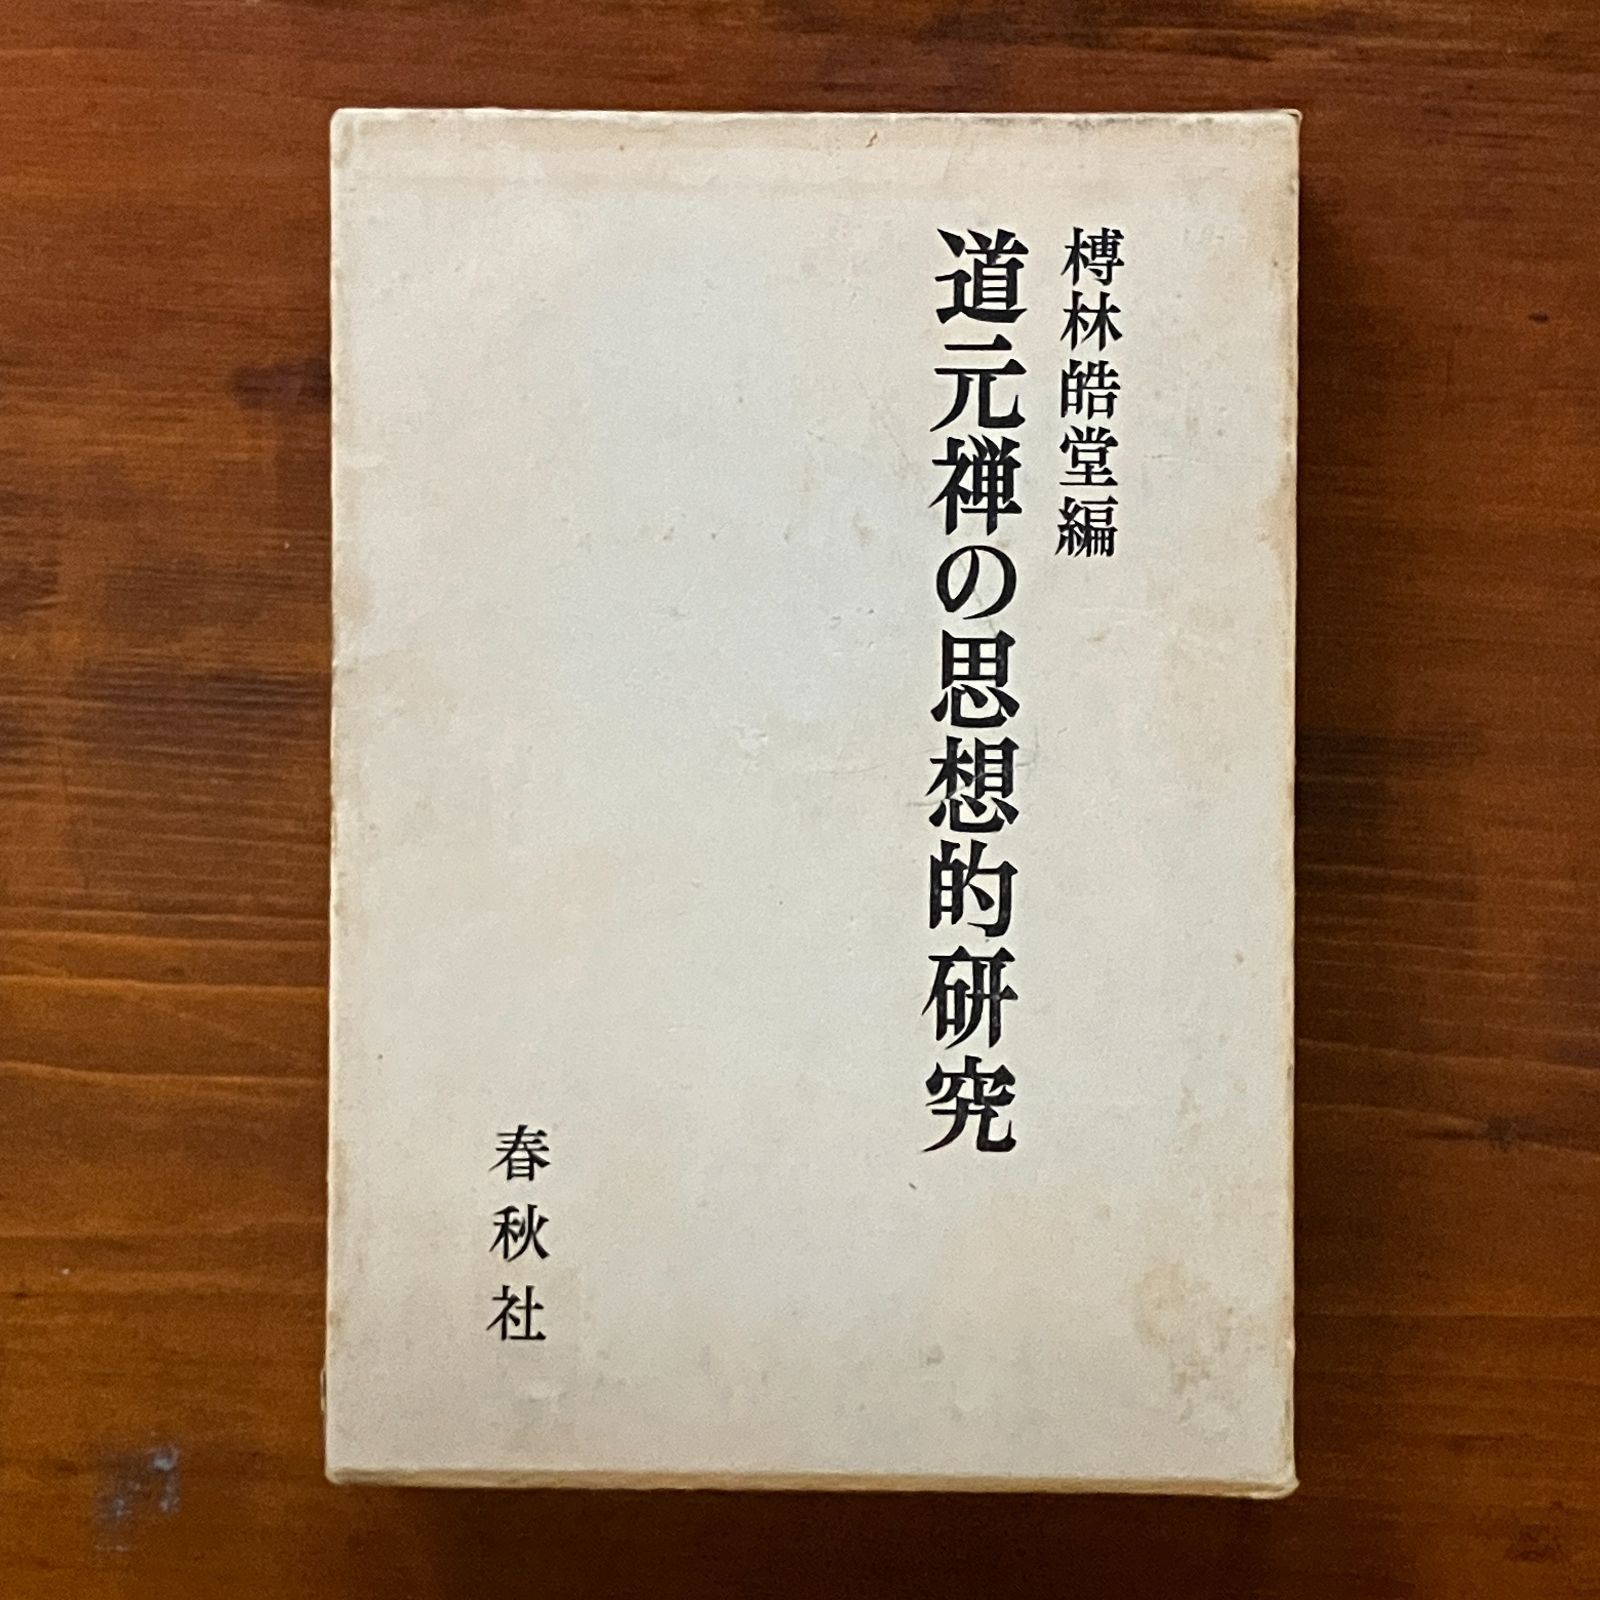 榑林皓堂編
道元禅の思想的研究
春秋社